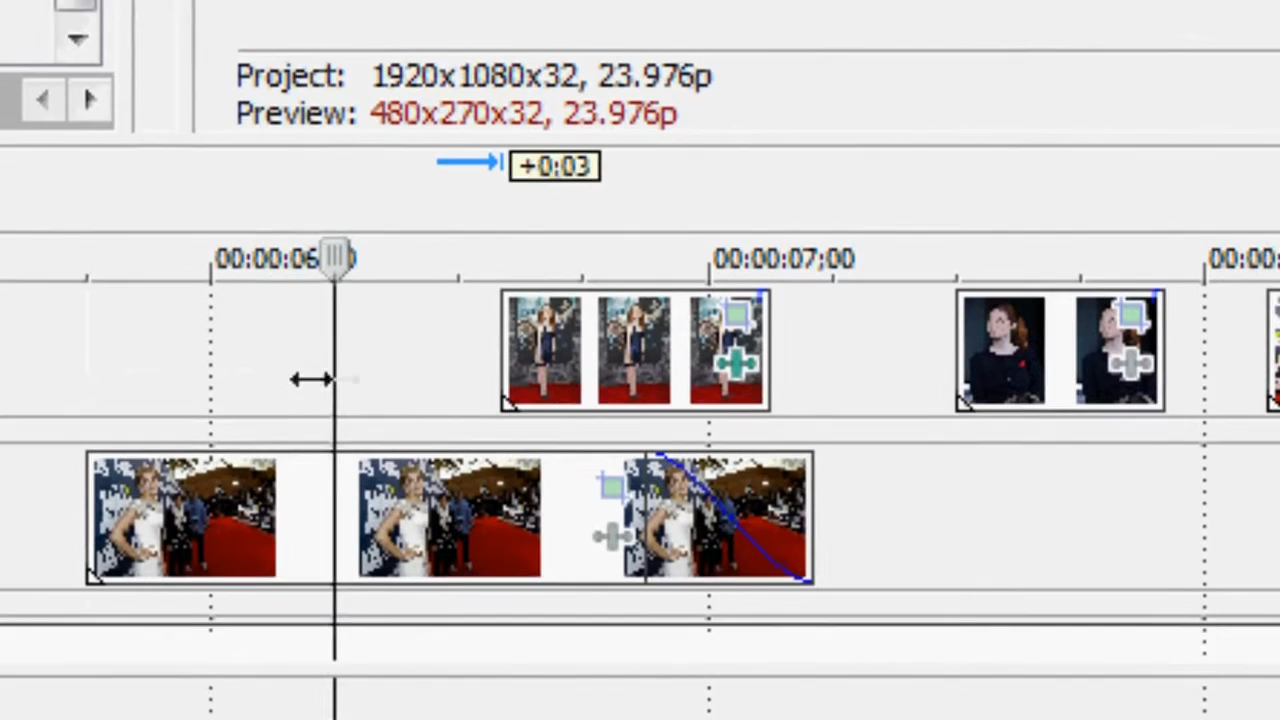 Project: 1920x1080x32, 23.976p
Preview: 480x270x32, 23.976p
+0:03
00:00:06 0 00:00:07;00 00:00: